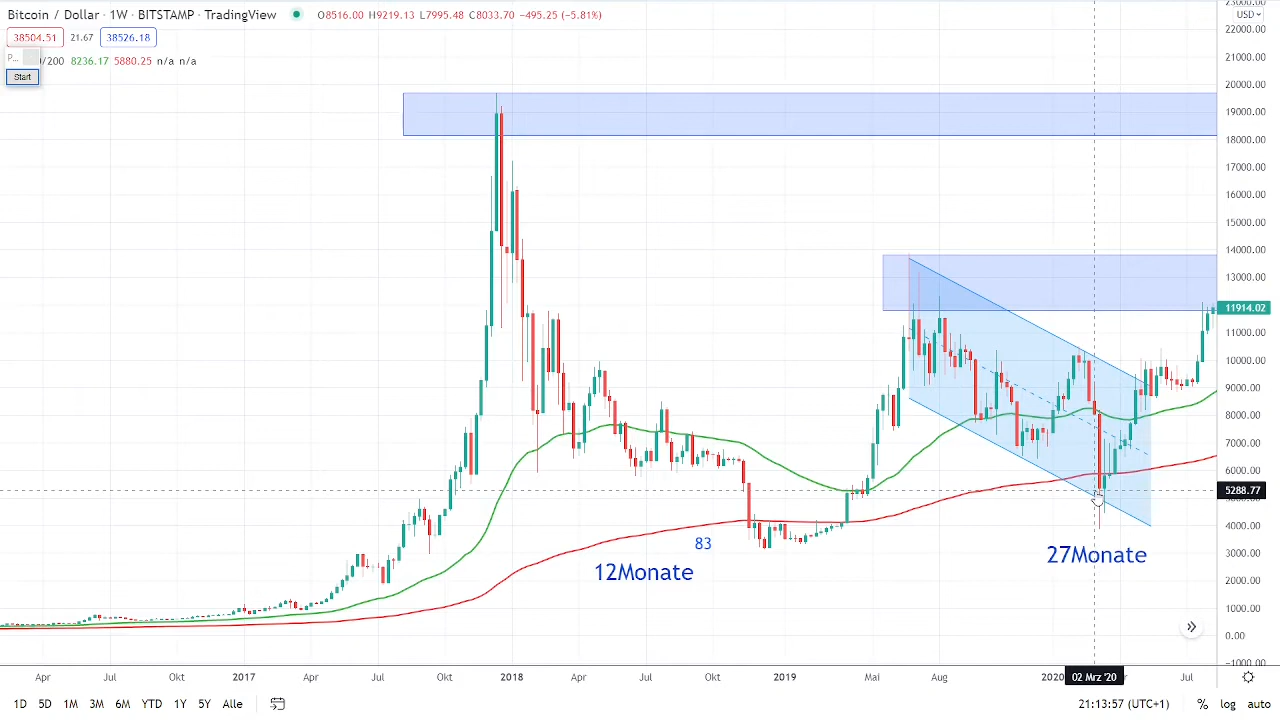 Bitcoin / Dollar · 1W · BITSTAMP · TradingView O8516.00 H9219.13 L7995.48 C8033.70 −495.25 (−5.81%)
38504.51 21.67 38526.18
P... /200 8236.17 5880.25 n/a n/a
Start
USD
22000.00
21000.00
20000.00
19000.00
18000.00
17000.00
16000.00
15000.00
14000.00
13000.00
11914.02
11000.00
10000.00
9000.00
8000.00
7000.00
6000.00
5288.77
4000.00
3000.00
2000.00
1000.00
0.00
−1000.00
83
12Monate
27Monate
Apr Jul Okt 2017 Apr Jul Okt 2018 Apr Jul Okt 2019 Mai Aug 2020 02 Mrz '20 Jul
1D 5D 1M 3M 6M YTD 1Y 5Y Alle 21:13:57 (UTC+1) % log auto